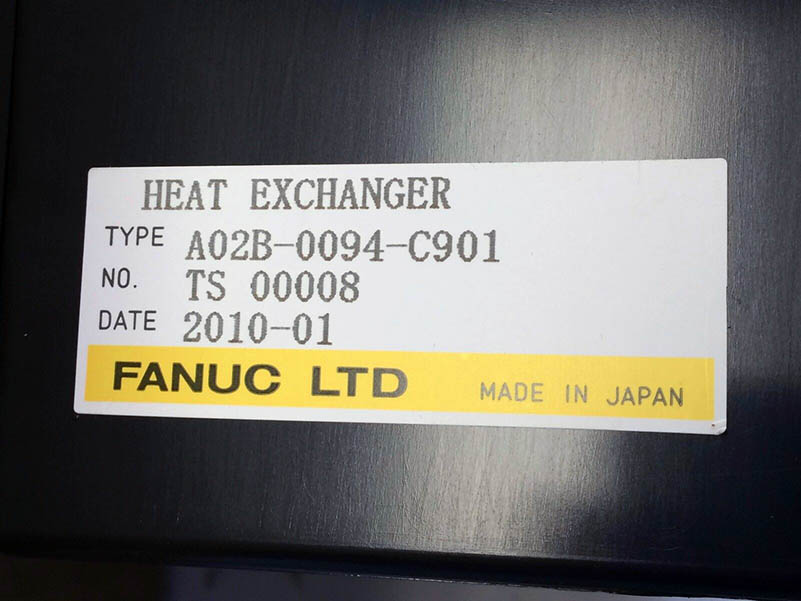 HEAT EXCHANGER
TYPE A02B-0094-C901
NO. TS 00008
DATE 2010-01
FANUC LTD MADE IN JAPAN